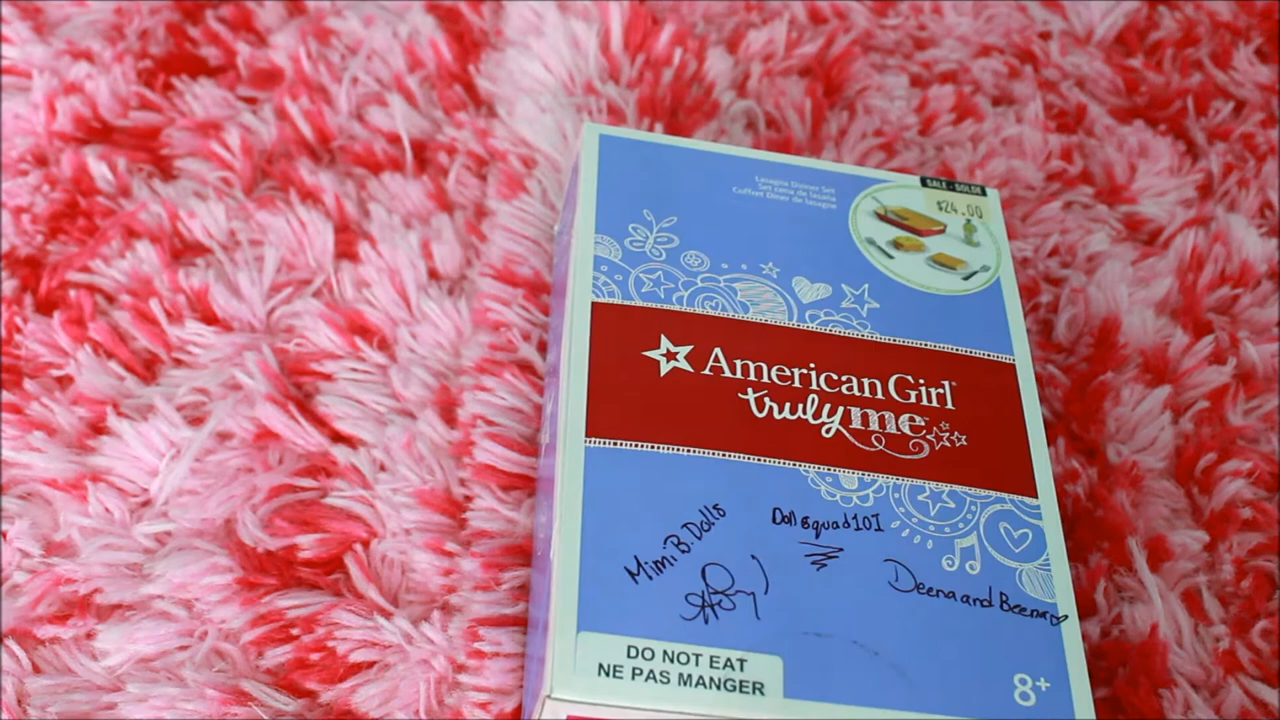 Lasagna Dinner Set
Set cena de lasaña
Coffret Dîner de lasagne
SALE - SOLDE
$24.00
American Girl®
truly me™
Mimi B. Dolls
Dollsquad101
Deena and Beena♡
DO NOT EAT
NE PAS MANGER
8+